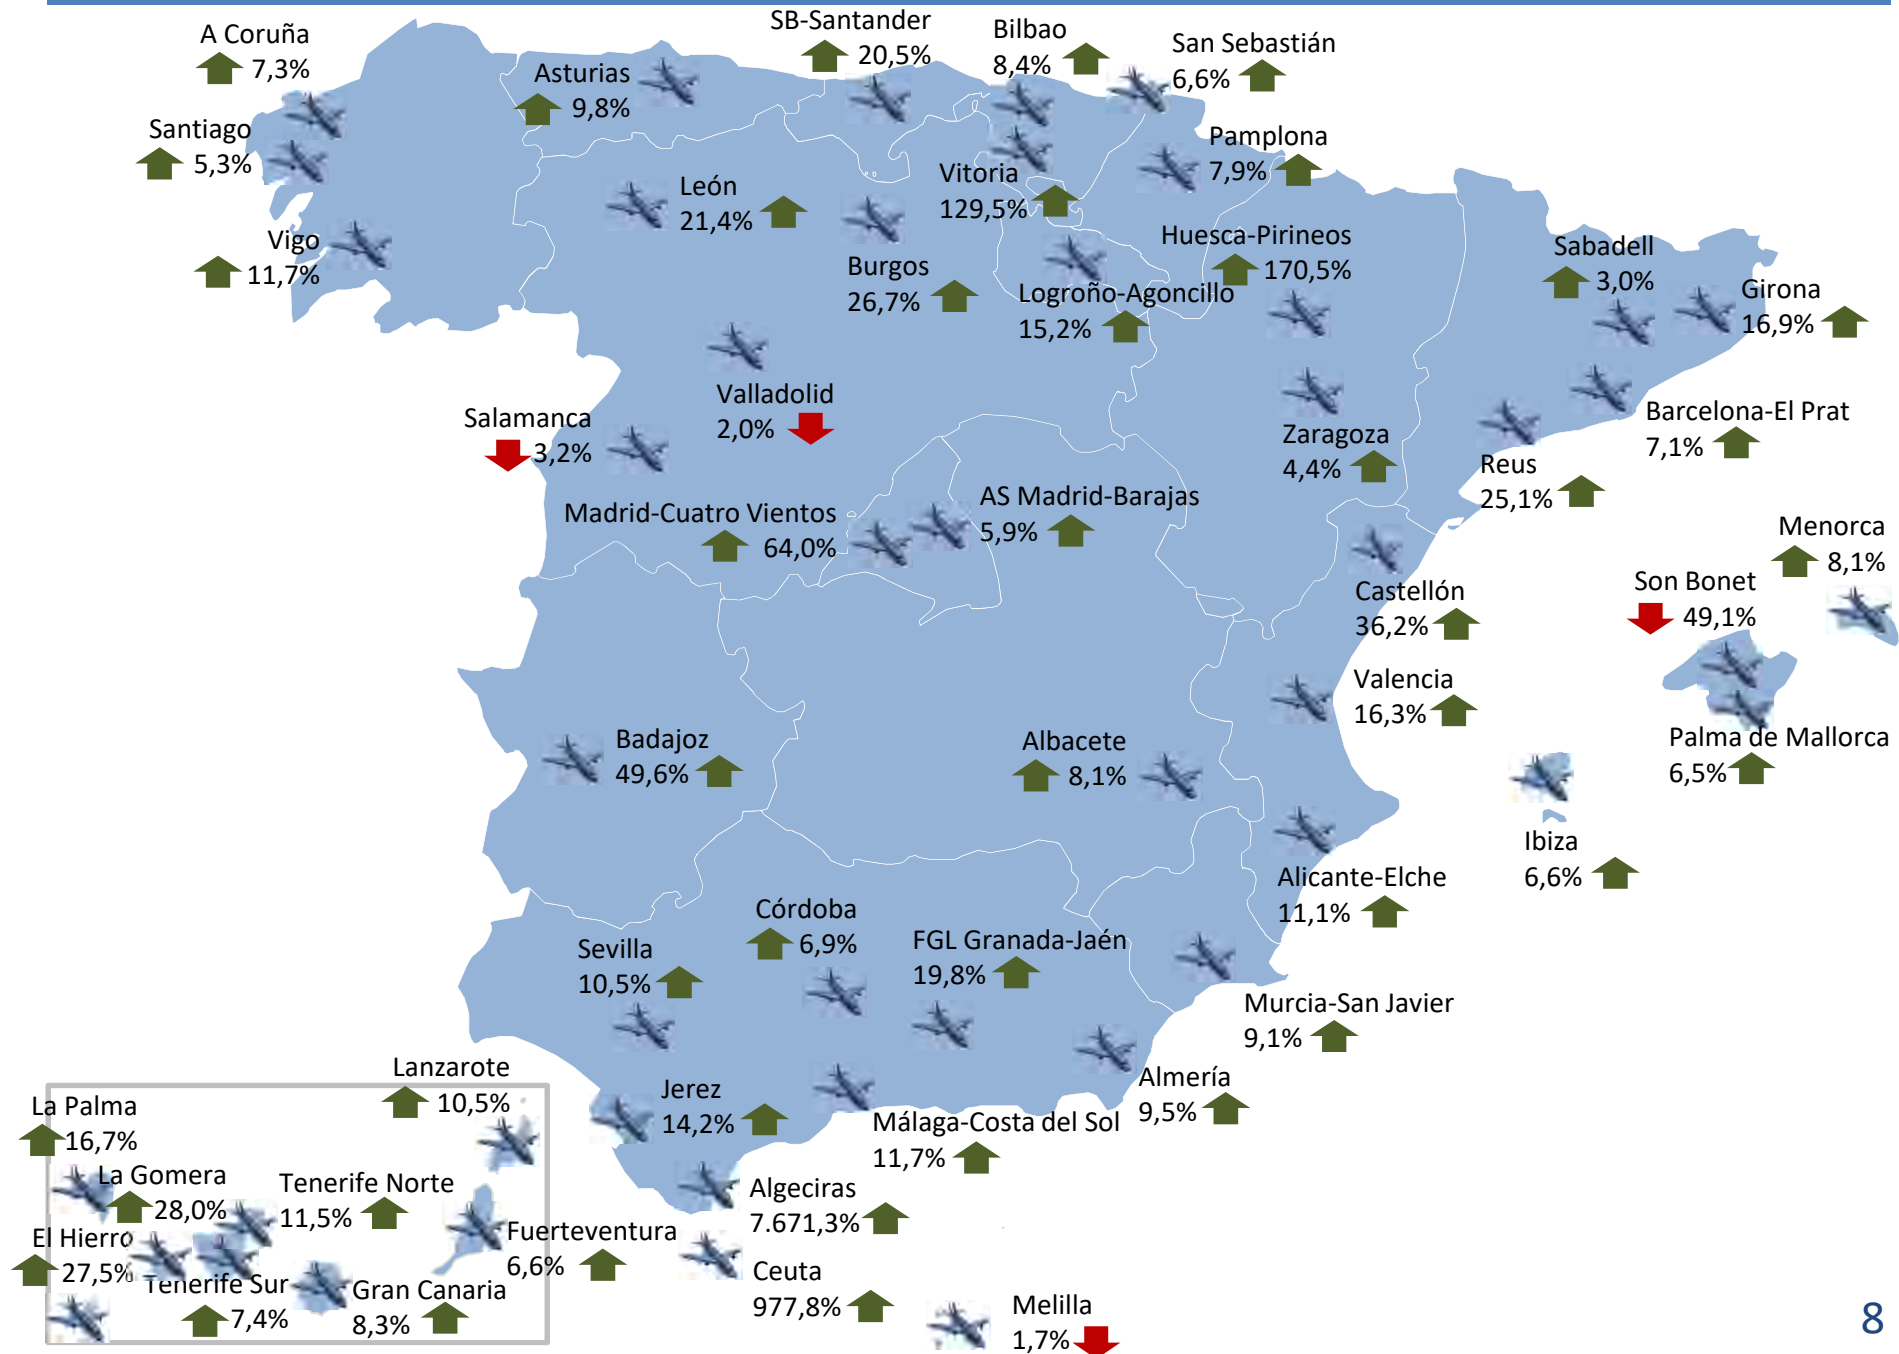 A Coruña
7,3%
SB-Santander
20,5%
Bilbao
8,4%
San Sebastián
6,6%
Asturias
9,8%
Santiago
5,3%
Pamplona
7,9%
León
21,4%
Vitoria
129,5%
Vigo
11,7%
Burgos
26,7%
Huesca-Pirineos
170,5%
Logroño-Agoncillo
15,2%
Sabadell
3,0%
Girona
16,9%
Valladolid
2,0%
Salamanca
3,2%
Barcelona-El Prat
7,1%
Zaragoza
4,4%
Reus
25,1%
Madrid-Cuatro Vientos
64,0%
AS Madrid-Barajas
5,9%
Menorca
8,1%
Son Bonet
49,1%
Castellón
36,2%
Valencia
16,3%
Palma de Mallorca
6,5%
Badajoz
49,6%
Albacete
8,1%
Ibiza
6,6%
Alicante-Elche
11,1%
Córdoba
6,9%
Sevilla
10,5%
FGL Granada-Jaén
19,8%
Murcia-San Javier
9,1%
Almería
9,5%
Jerez
14,2%
Málaga-Costa del Sol
11,7%
Lanzarote
10,5%
La Palma
16,7%
La Gomera
28,0%
Tenerife Norte
11,5%
El Hierro
27,5%
Fuerteventura
6,6%
Tenerife Sur
7,4%
Gran Canaria
8,3%
Algeciras
7.671,3%
Ceuta
977,8%
Melilla
1,7%
8